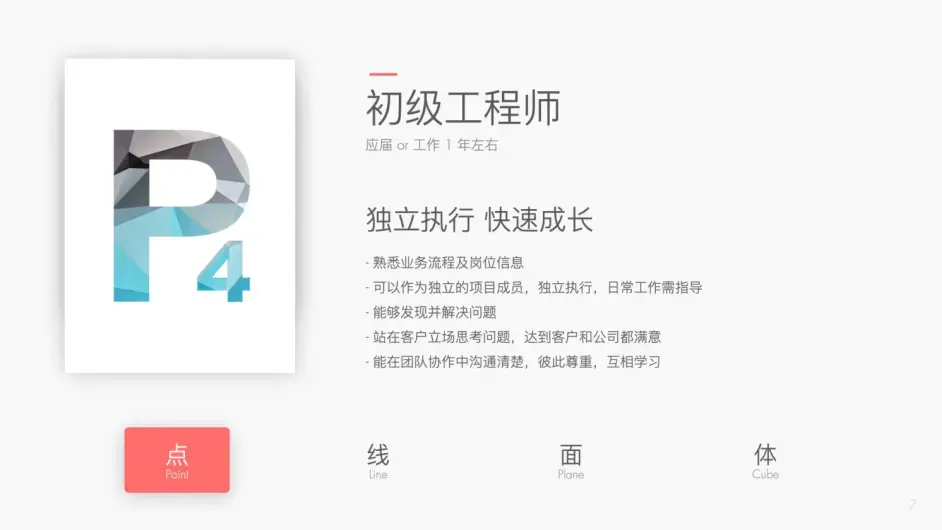 P4
初级工程师
应届 or 工作 1 年左右
独立执行 快速成长
- 熟悉业务流程及岗位信息
- 可以作为独立的项目成员，独立执行，日常工作需指导
- 能够发现并解决问题
- 站在客户立场思考问题，达到客户和公司都满意
- 能在团队协作中沟通清楚，彼此尊重，互相学习
点
Point
线
Line
面
Plane
体
Cube
7